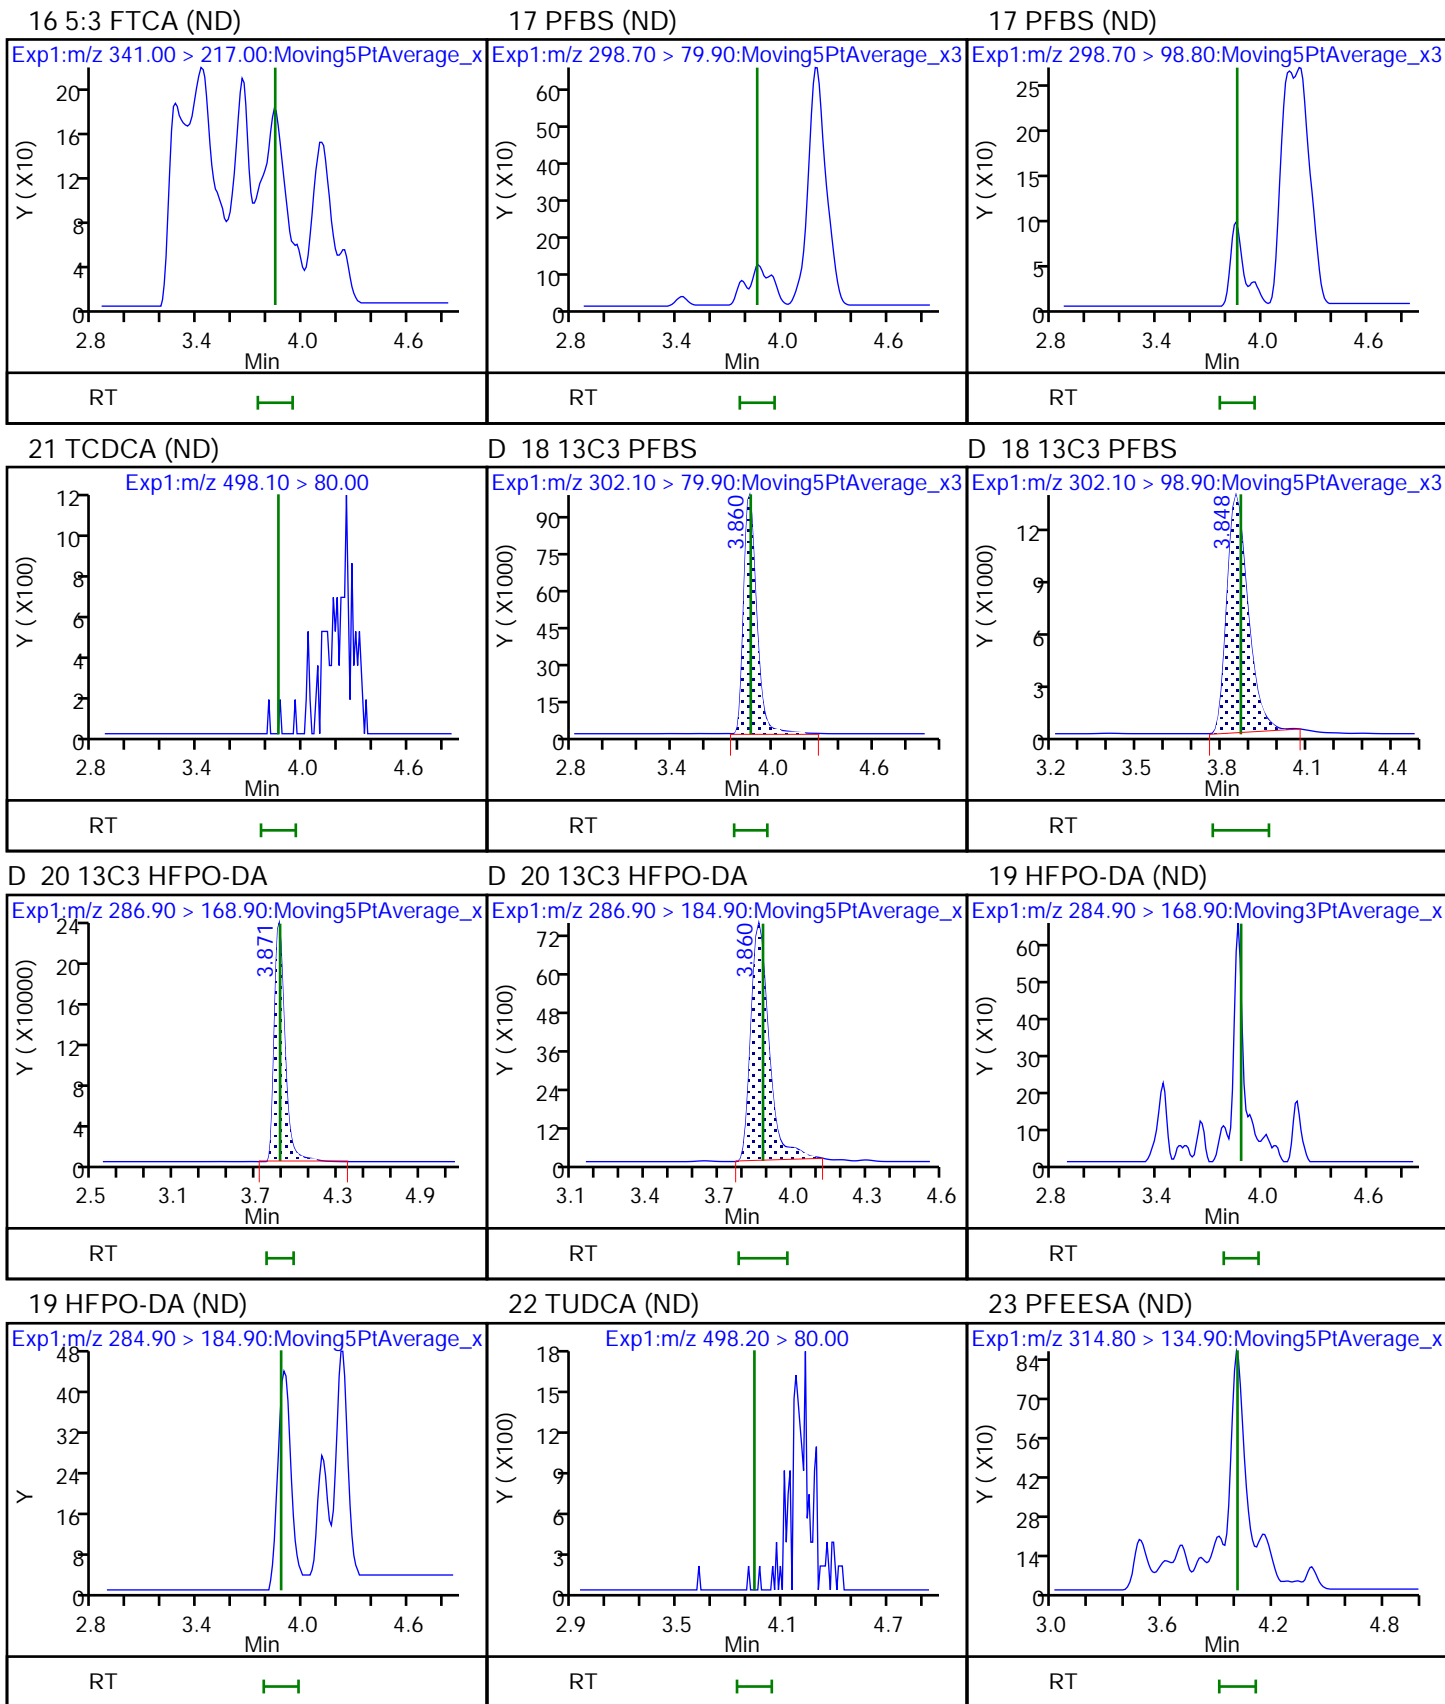 16 5:3 FTCA (ND)
17 PFBS (ND)
17 PFBS (ND)
Exp1:m/z 341.00 > 217.00:Moving5PtAverage_x
20
16
12
8
4
0
Y ( X10)
2.8 3.4 4.0 4.6
Min
RT
Exp1:m/z 298.70 > 79.90:Moving5PtAverage_x3
60
50
40
30
20
10
0
Y ( X10)
2.8 3.4 4.0 4.6
Min
RT
Exp1:m/z 298.70 > 98.80:Moving5PtAverage_x3
25
20
15
10
5
0
Y ( X10)
2.8 3.4 4.0 4.6
Min
RT
21 TCDCA (ND)
D 18 13C3 PFBS
D 18 13C3 PFBS
Exp1:m/z 498.10 > 80.00
12
10
8
6
4
2
0
Y ( X100)
2.8 3.4 4.0 4.6
Min
RT
Exp1:m/z 302.10 > 79.90:Moving5PtAverage_x3
3.860
90
75
60
45
30
15
0
Y ( X1000)
2.8 3.4 4.0 4.6
Min
RT
Exp1:m/z 302.10 > 98.90:Moving5PtAverage_x3
3.848
12
9
6
3
0
Y ( X1000)
3.2 3.5 3.8 4.1 4.4
Min
RT
D 20 13C3 HFPO-DA
D 20 13C3 HFPO-DA
19 HFPO-DA (ND)
Exp1:m/z 286.90 > 168.90:Moving5PtAverage_x
3.871
24
20
16
12
8
4
0
Y ( X10000)
2.5 3.1 3.7 4.3 4.9
Min
RT
Exp1:m/z 286.90 > 184.90:Moving5PtAverage_x
3.860
72
60
48
36
24
12
0
Y ( X100)
3.1 3.4 3.7 4.0 4.3 4.6
Min
RT
Exp1:m/z 284.90 > 168.90:Moving3PtAverage_x
60
50
40
30
20
10
0
Y ( X10)
2.8 3.4 4.0 4.6
Min
RT
19 HFPO-DA (ND)
22 TUDCA (ND)
23 PFEESA (ND)
Exp1:m/z 284.90 > 184.90:Moving5PtAverage_x
48
40
32
24
16
8
0
Y
2.8 3.4 4.0 4.6
Min
RT
Exp1:m/z 498.20 > 80.00
18
15
12
9
6
3
0
Y ( X100)
2.9 3.5 4.1 4.7
Min
RT
Exp1:m/z 314.80 > 134.90:Moving5PtAverage_x
84
70
56
42
28
14
0
Y ( X10)
3.0 3.6 4.2 4.8
Min
RT